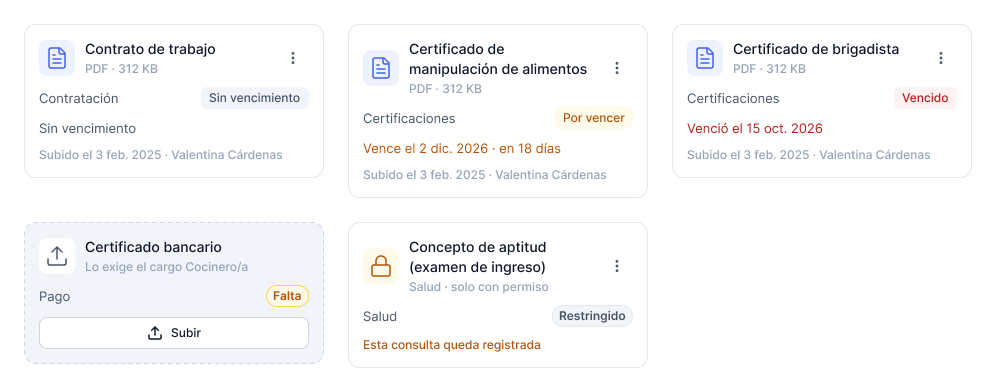 Contrato de trabajo
PDF · 312 KB
Contratación
Sin vencimiento
Sin vencimiento
Subido el 3 feb. 2025 · Valentina Cárdenas
Certificado de
manipulación de alimentos
PDF · 312 KB
Certificaciones
Por vencer
Vence el 2 dic. 2026 · en 18 días
Subido el 3 feb. 2025 · Valentina Cárdenas
Certificado de brigadista
PDF · 312 KB
Certificaciones
Vencido
Venció el 15 oct. 2026
Subido el 3 feb. 2025 · Valentina Cárdenas
Certificado bancario
Lo exige el cargo Cocinero/a
Pago
Falta
Subir
Concepto de aptitud
(examen de ingreso)
Salud · solo con permiso
Salud
Restringido
Esta consulta queda registrada